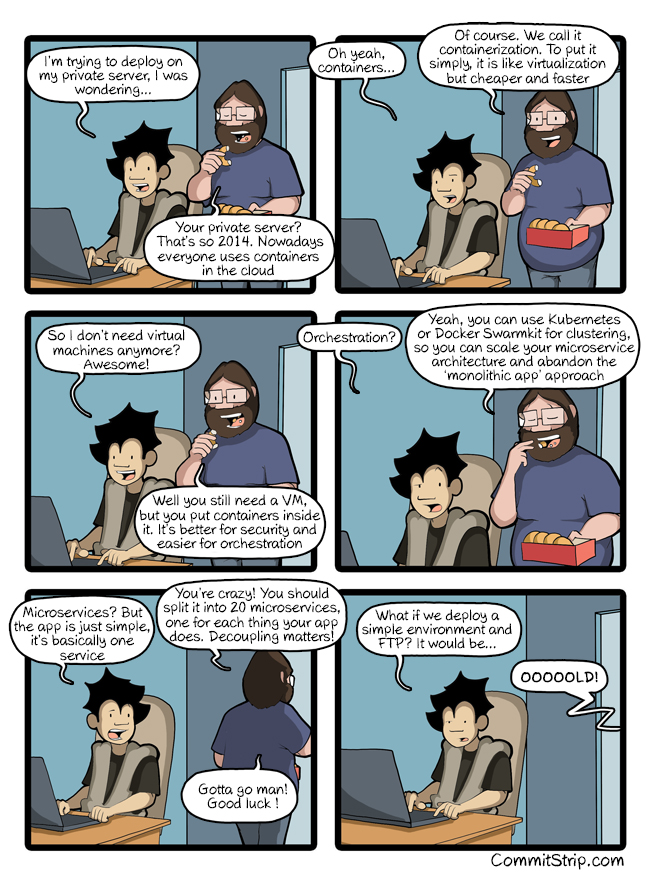 I'm trying to deploy on
my private server, I was
wondering...
Your private server?
That's so 2014. Nowadays
everyone uses containers
in the cloud
Oh yeah,
containers...
Of course. We call it
containerization. To put it
simply, it is like virtualization
but cheaper and faster
So I don't need virtual
machines anymore?
Awesome!
Well you still need a VM,
but you put containers inside
it. It's better for security and
easier for orchestration
Orchestration?
Yeah, you can use Kubernetes
or Docker Swarmkit for clustering,
so you can scale your microservice
architecture and abandon the
'monolithic app' approach
Microservices? But
the app is just simple,
it's basically one
service
You're crazy! You should
split it into 20 microservices,
one for each thing your app
does. Decoupling matters!
Gotta go man!
Good luck !
What if we deploy a
simple environment and
FTP? It would be...
OOOOOLD!
CommitStrip.com